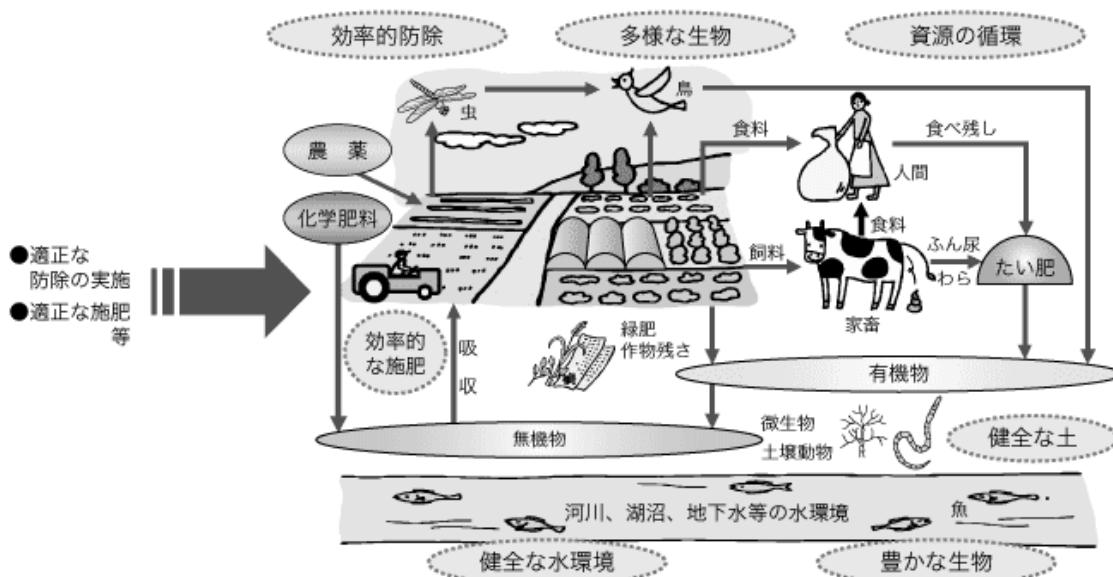 効率的防除
多様な生物
資源の循環
虫
鳥
農　薬
食料
食べ残し
人間
化学肥料
食料
●適正な
防除の実施
●適正な施肥
等
飼料
ふん尿
わら
たい肥
家畜
効率的
な施肥
吸
収
緑肥
作物残さ
有機物
無機物
微生物
土壌動物
健全な土
河川、湖沼、地下水等の水環境
魚
健全な水環境
豊かな生物